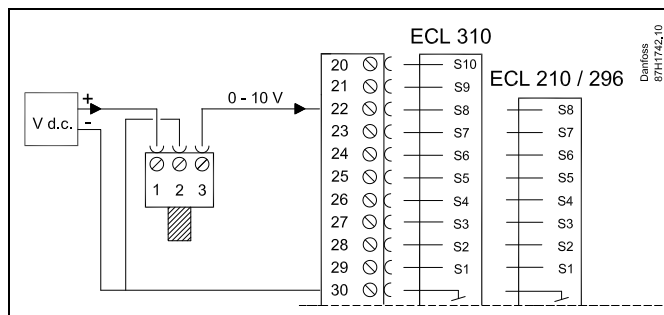 ECL 310
Danfoss
87H1742.10
ECL 210 / 296
+
-
V d.c.
0 - 10 V
1 2 3
20 S10
21 S9
22 S8 S8
23 S7 S7
24 S6 S6
25 S5 S5
26 S4 S4
27 S3 S3
28 S2 S2
29 S1 S1
30